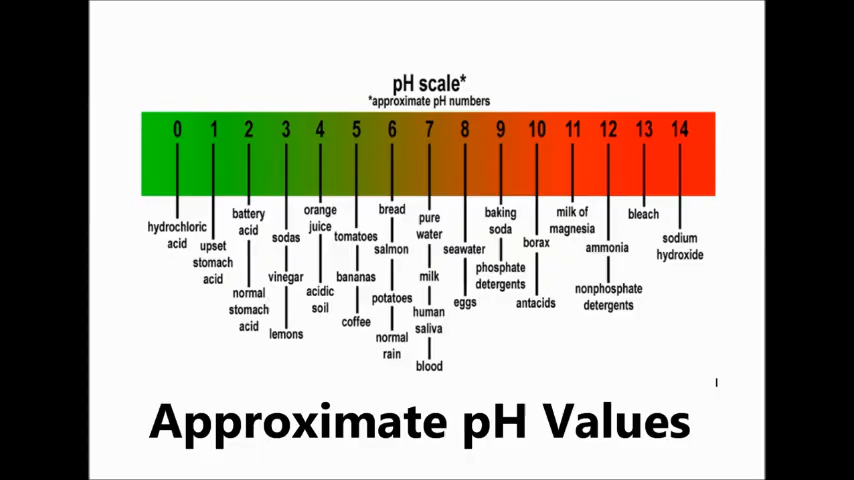 pH scale*
*approximate pH numbers
0 1 2 3 4 5 6 7 8 9 10 11 12 13 14
hydrochloric
acid
upset
stomach
acid
battery
acid
normal
stomach
acid
sodas
vinegar
lemons
orange
juice
acidic
soil
tomatoes
bananas
coffee
bread
salmon
potatoes
normal
rain
pure
water
milk
human
saliva
blood
seawater
eggs
baking
soda
phosphate
detergents
borax
antacids
milk of
magnesia
ammonia
nonphosphate
detergents
bleach
sodium
hydroxide
Approximate pH Values